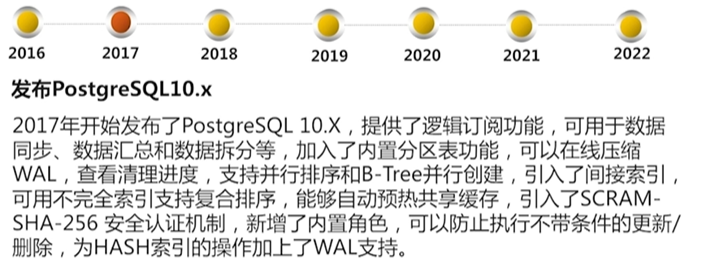 2016 2017 2018 2019 2020 2021 2022
发布PostgreSQL10.x
2017年开始发布了PostgreSQL 10.X，提供了逻辑订阅功能，可用于数据
同步、数据汇总和数据拆分等，加入了内置分区表功能，可以在线压缩
WAL，查看清理进度，支持并行排序和B-Tree并行创建，引入了间接索引，
可用不完全索引支持复合排序，能够自动预热共享缓存，引入了SCRAM-
SHA-256 安全认证机制，新增了内置角色，可以防止执行不带条件的更新/
删除，为HASH索引的操作加上了WAL支持。